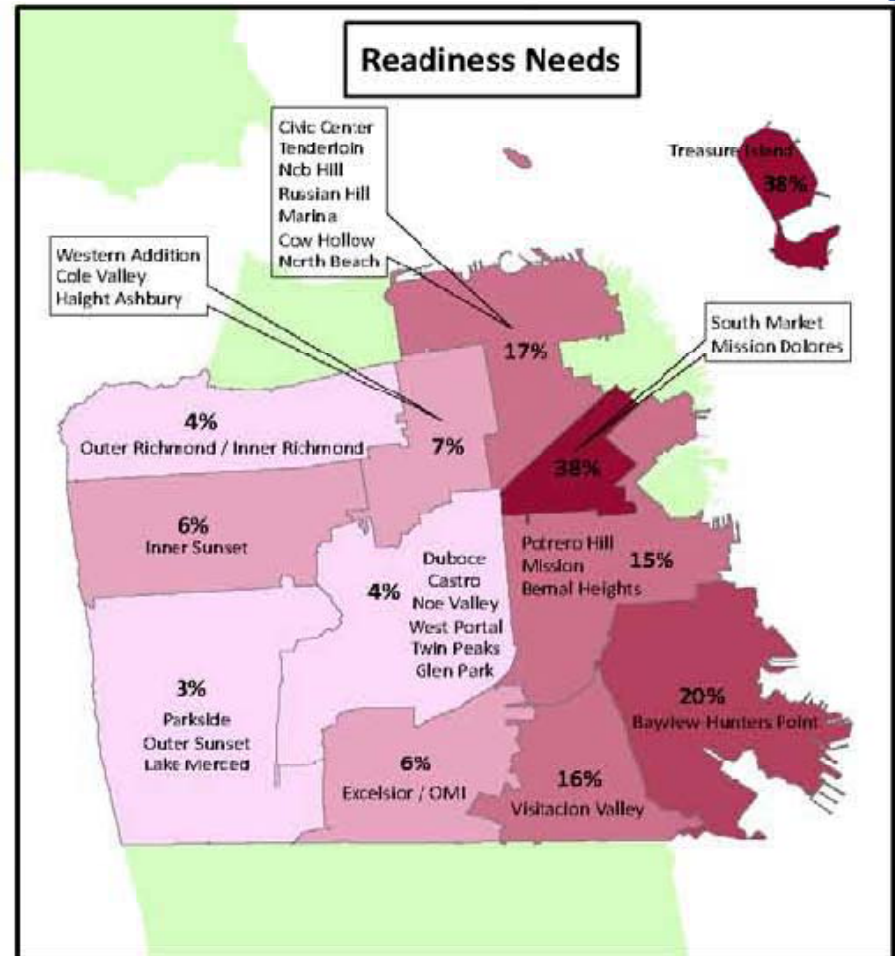 Readiness Needs
Civic Center
Tenderloin
Nob Hill
Russian Hill
Marina
Cow Hollow
North Beach
Treasure Island
38%
Western Addition
Cole Valley
Haight Ashbury
South Market
Mission Dolores
17%
4%
Outer Richmond / Inner Richmond
7%
38%
6%
Inner Sunset
4%
Duboce
Castro
Noe Valley
West Portal
Twin Peaks
Glen Park
Potrero Hill
Mission
Bernal Heights
15%
3%
Parkside
Outer Sunset
Lake Merced
20%
Bayview-Hunters Point
6%
Excelsior / OMI
16%
Visitacion Valley